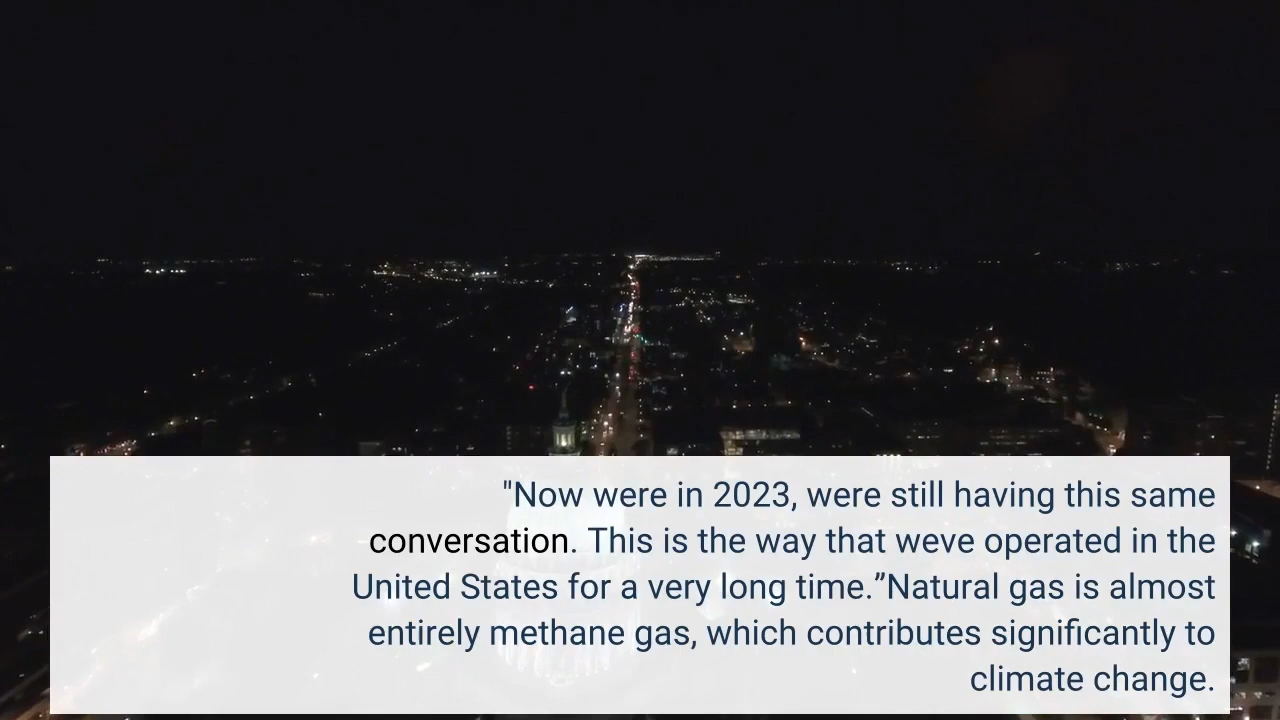 "Now were in 2023, were still having this same
conversation. This is the way that weve operated in the
United States for a very long time.”Natural gas is almost
entirely methane gas, which contributes significantly to
climate change.